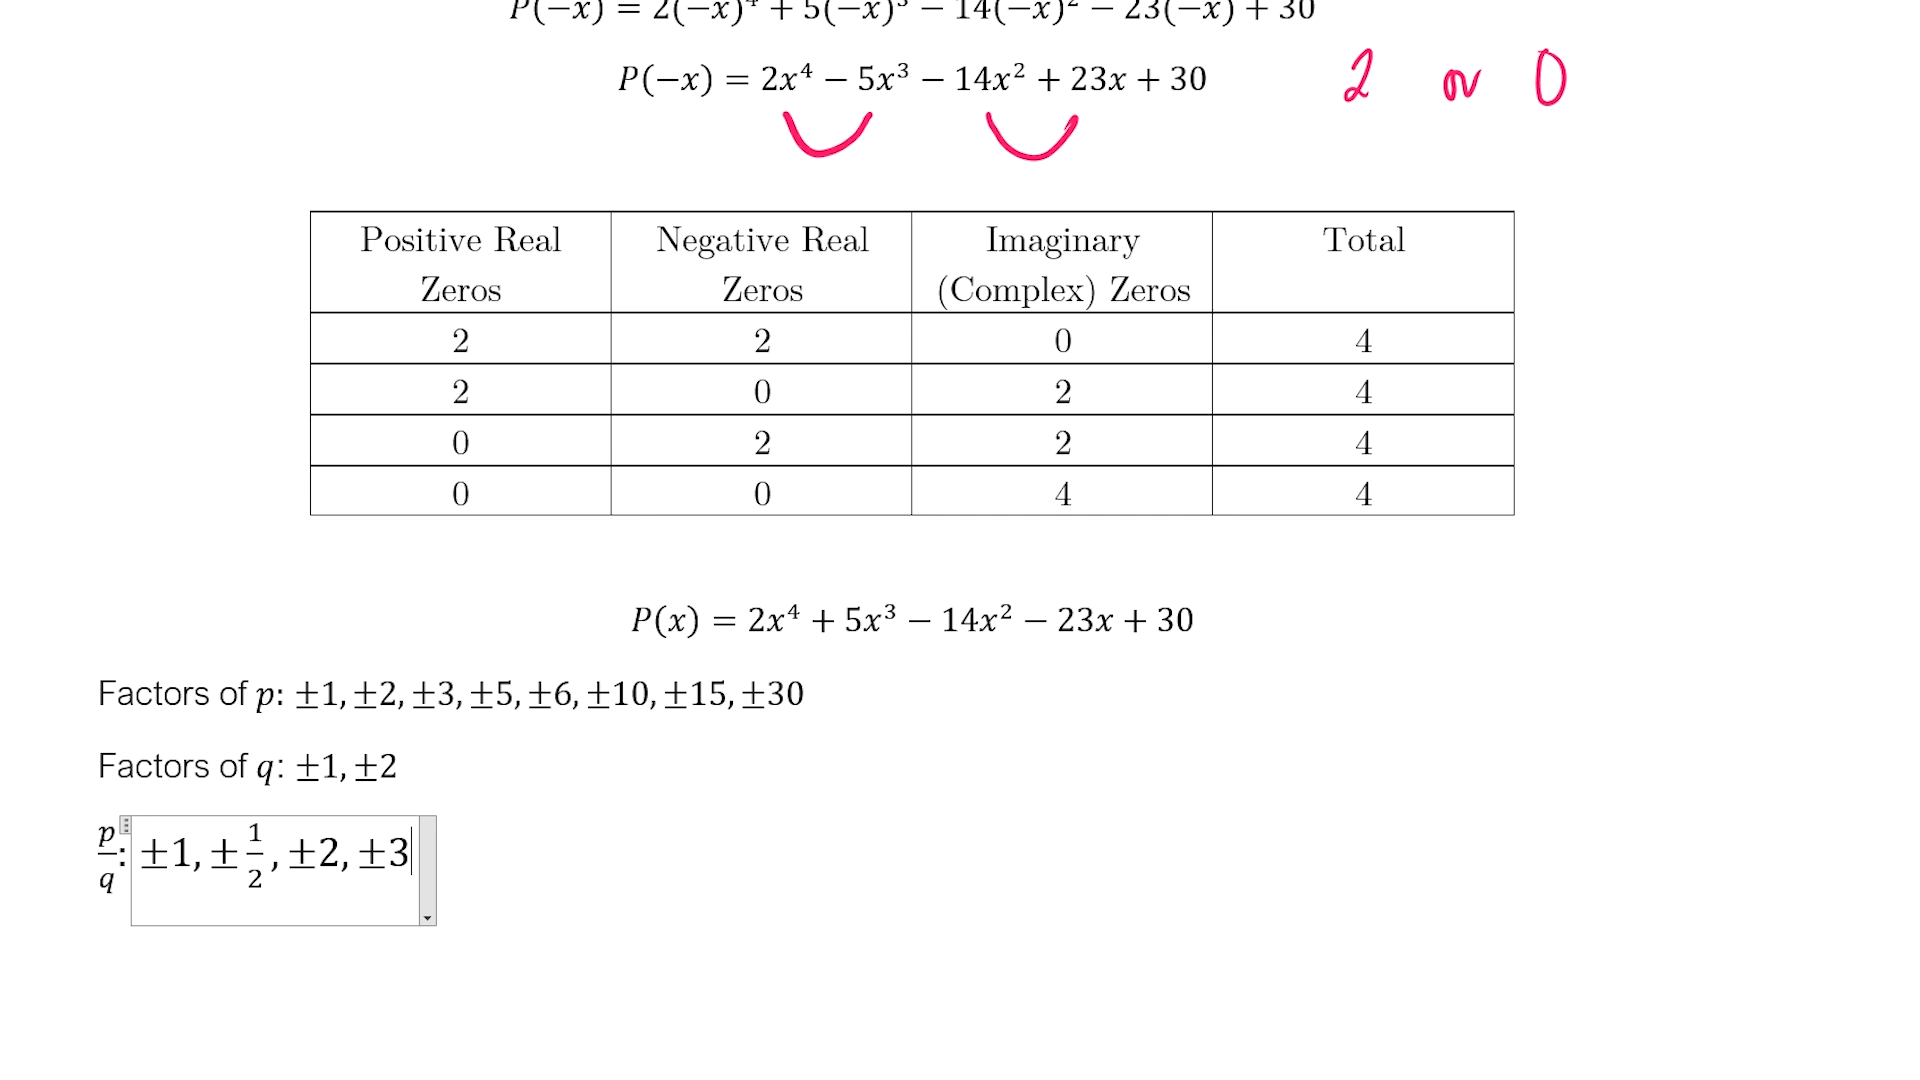 P(−x) = 2(−x)⁴ + 5(−x)³ − 14(−x)² − 23(−x) + 30
P(−x) = 2x⁴ − 5x³ − 14x² + 23x + 30 2 or 0
Positive Real Zeros Negative Real Zeros Imaginary (Complex) Zeros Total
2 2 0 4
2 0 2 4
0 2 2 4
0 0 4 4
P(x) = 2x⁴ + 5x³ − 14x² − 23x + 30
Factors of p: ±1, ±2, ±3, ±5, ±6, ±10, ±15, ±30
Factors of q: ±1, ±2
p/q: ±1, ±1/2, ±2, ±3